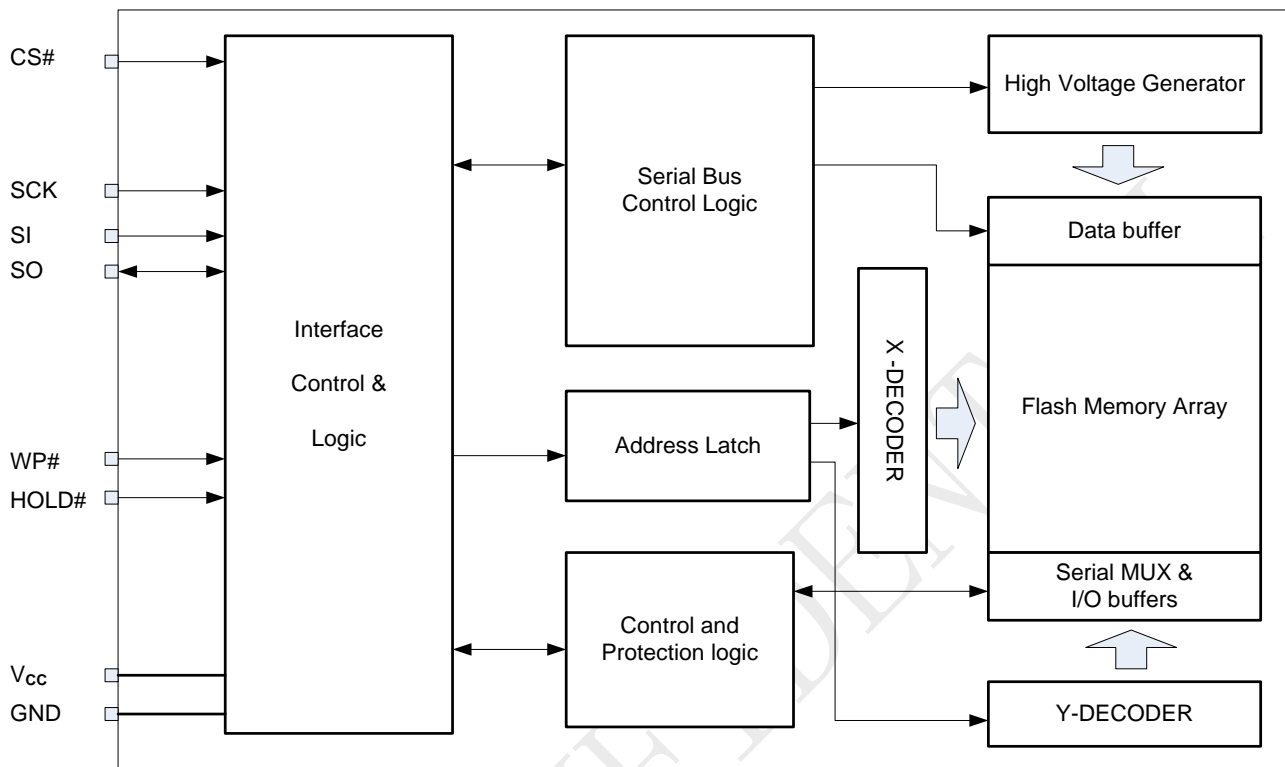 CS#
SCK
SI
SO
WP#
HOLD#
Vcc
GND
Interface
Control &
Logic
Serial Bus
Control Logic
Address Latch
Control and
Protection logic
X-DECODER
High Voltage Generator
Data buffer
Flash Memory Array
Serial MUX &
I/O buffers
Y-DECODER